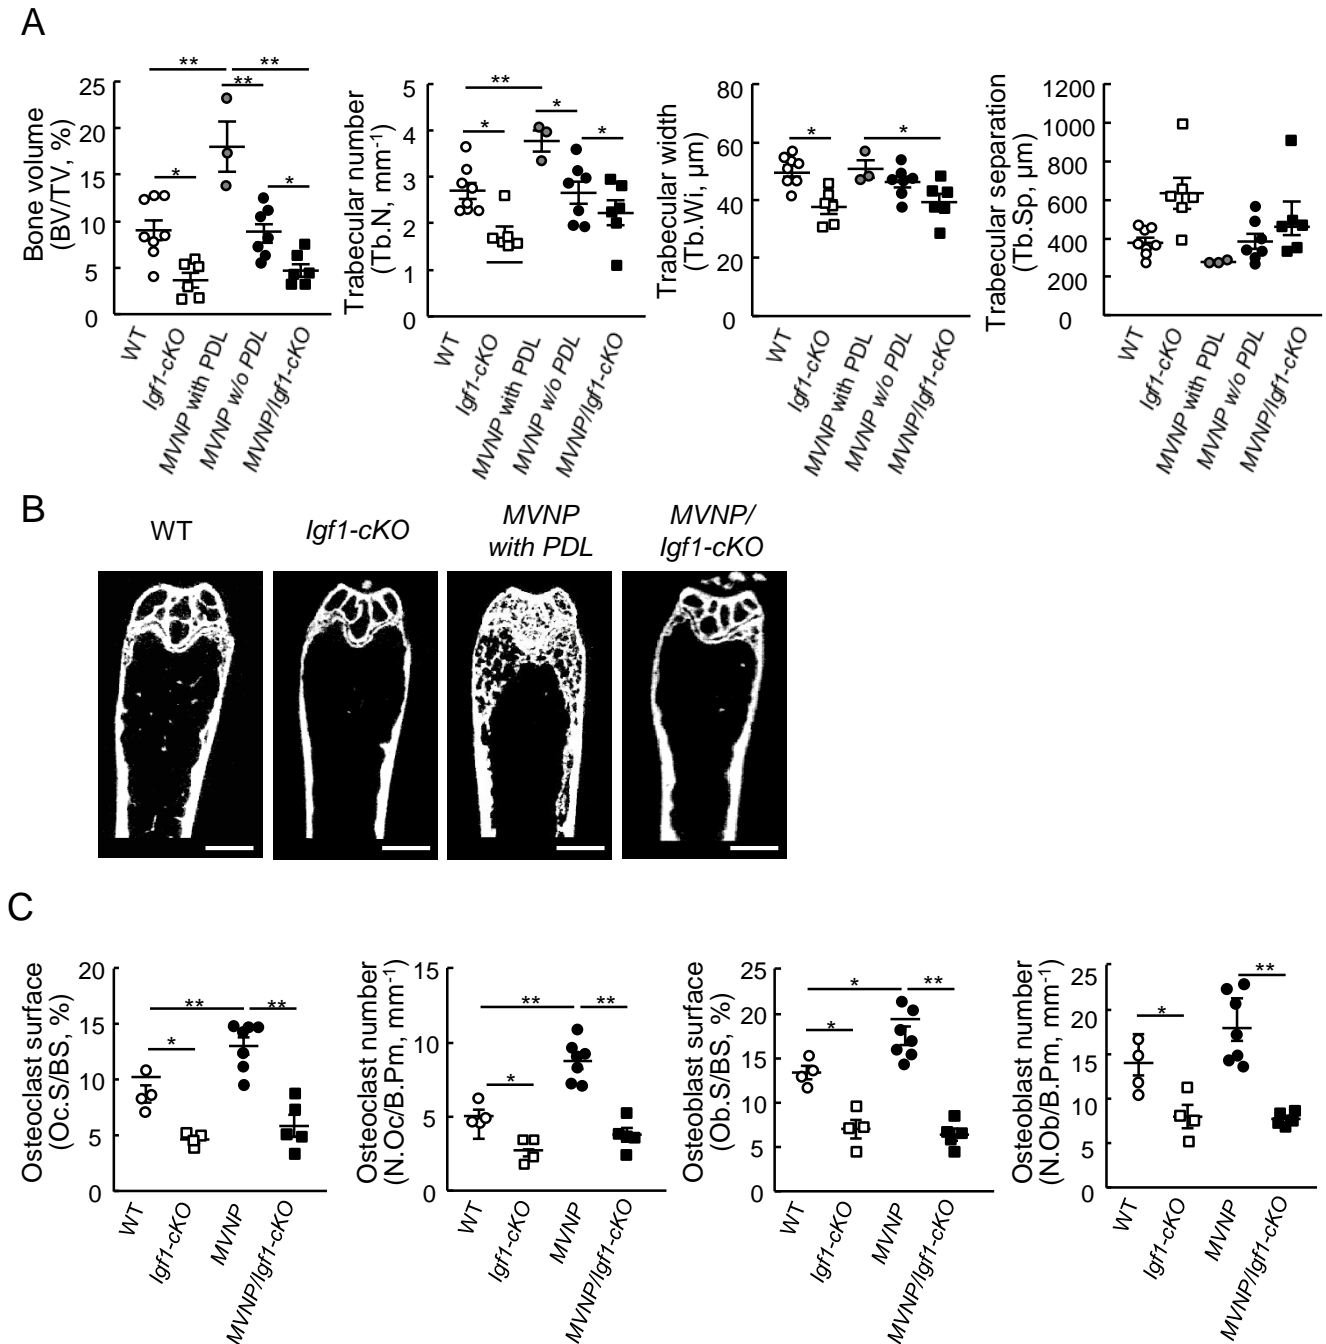 A
Bone volume
(BV/TV, %)
25
20
15
10
5
0
**
**
**
*
*
WT
Igf1-cKO
MVNP with PDL
MVNP w/o PDL
MVNP/Igf1-cKO
Trabecular number
(Tb.N, mm-1)
5
4
3
2
1
0
**
*
*
*
WT
Igf1-cKO
MVNP with PDL
MVNP w/o PDL
MVNP/Igf1-cKO
Trabecular width
(Tb.Wi, μm)
80
60
40
20
0
*
*
WT
Igf1-cKO
MVNP with PDL
MVNP w/o PDL
MVNP/Igf1-cKO
Trabecular separation
(Tb.Sp, μm)
1200
1000
800
600
400
200
0
WT
Igf1-cKO
MVNP with PDL
MVNP w/o PDL
MVNP/Igf1-cKO
B
WT
Igf1-cKO
MVNP
with PDL
MVNP/
Igf1-cKO
C
Osteoclast surface
(Oc.S/BS, %)
20
15
10
5
0
**
**
*
WT
Igf1-cKO
MVNP
MVNP/Igf1-cKO
Osteoclast number
(N.Oc/B.Pm, mm-1)
15
10
5
0
**
**
*
WT
Igf1-cKO
MVNP
MVNP/Igf1-cKO
Osteoblast surface
(Ob.S/BS, %)
25
20
15
10
5
0
*
**
*
WT
Igf1-cKO
MVNP
MVNP/Igf1-cKO
Osteoblast number
(N.Ob/B.Pm, mm-1)
25
20
15
10
5
0
**
*
WT
Igf1-cKO
MVNP
MVNP/Igf1-cKO